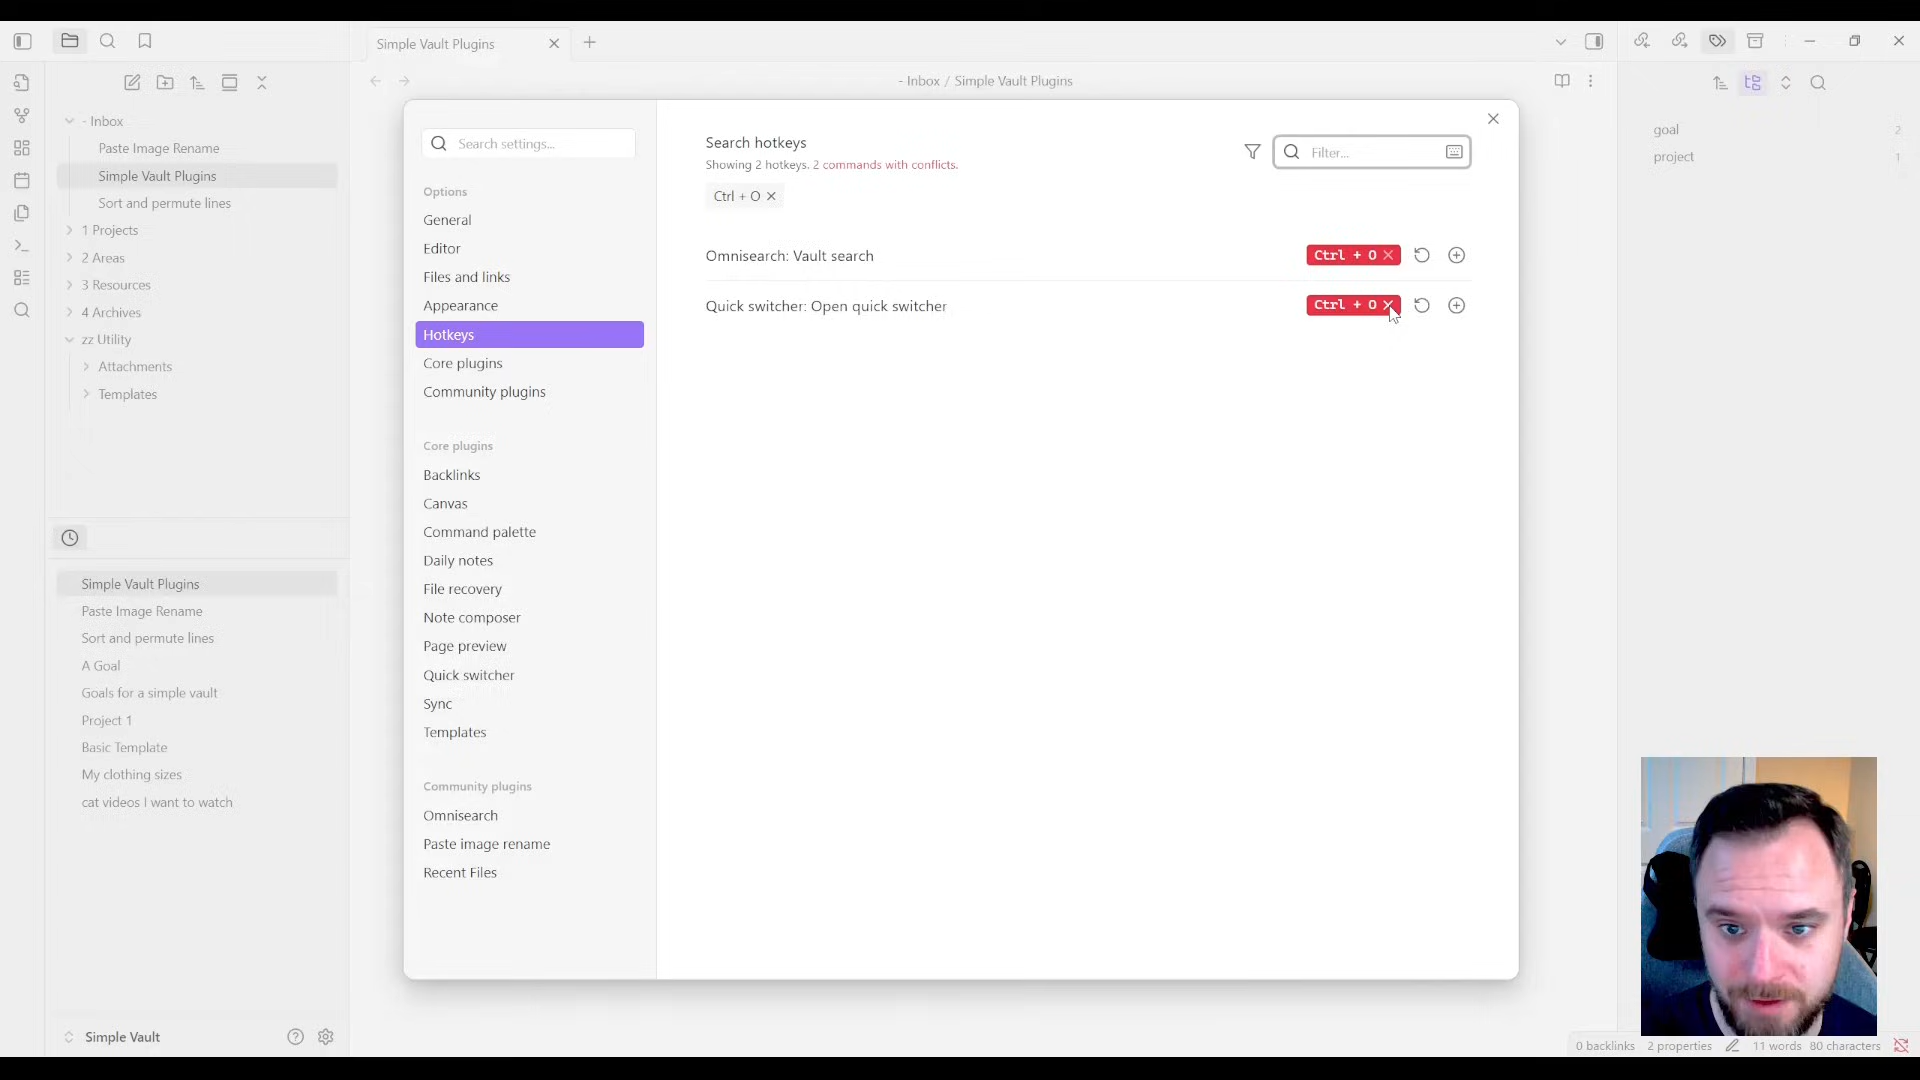 Simple Vault Plugins
- Inbox / Simple Vault Plugins
- Inbox
Paste Image Rename
Simple Vault Plugins
Sort and permute lines
1 Projects
2 Areas
3 Resources
4 Archives
zz Utility
Attachments
Templates
Simple Vault Plugins
Paste Image Rename
Sort and permute lines
A Goal
Goals for a simple vault
Project 1
Basic Template
My clothing sizes
cat videos I want to watch
Simple Vault
Search settings...
Options
General
Editor
Files and links
Appearance
Hotkeys
Core plugins
Community plugins
Core plugins
Backlinks
Canvas
Command palette
Daily notes
File recovery
Note composer
Page preview
Quick switcher
Sync
Templates
Community plugins
Omnisearch
Paste image rename
Recent Files
Search hotkeys
Showing 2 hotkeys. 2 commands with conflicts.
Filter...
Ctrl + O
Omnisearch: Vault search
Ctrl + O
Quick switcher: Open quick switcher
Ctrl + O
goal 2
project 1
0 backlinks 2 properties 11 words 80 characters